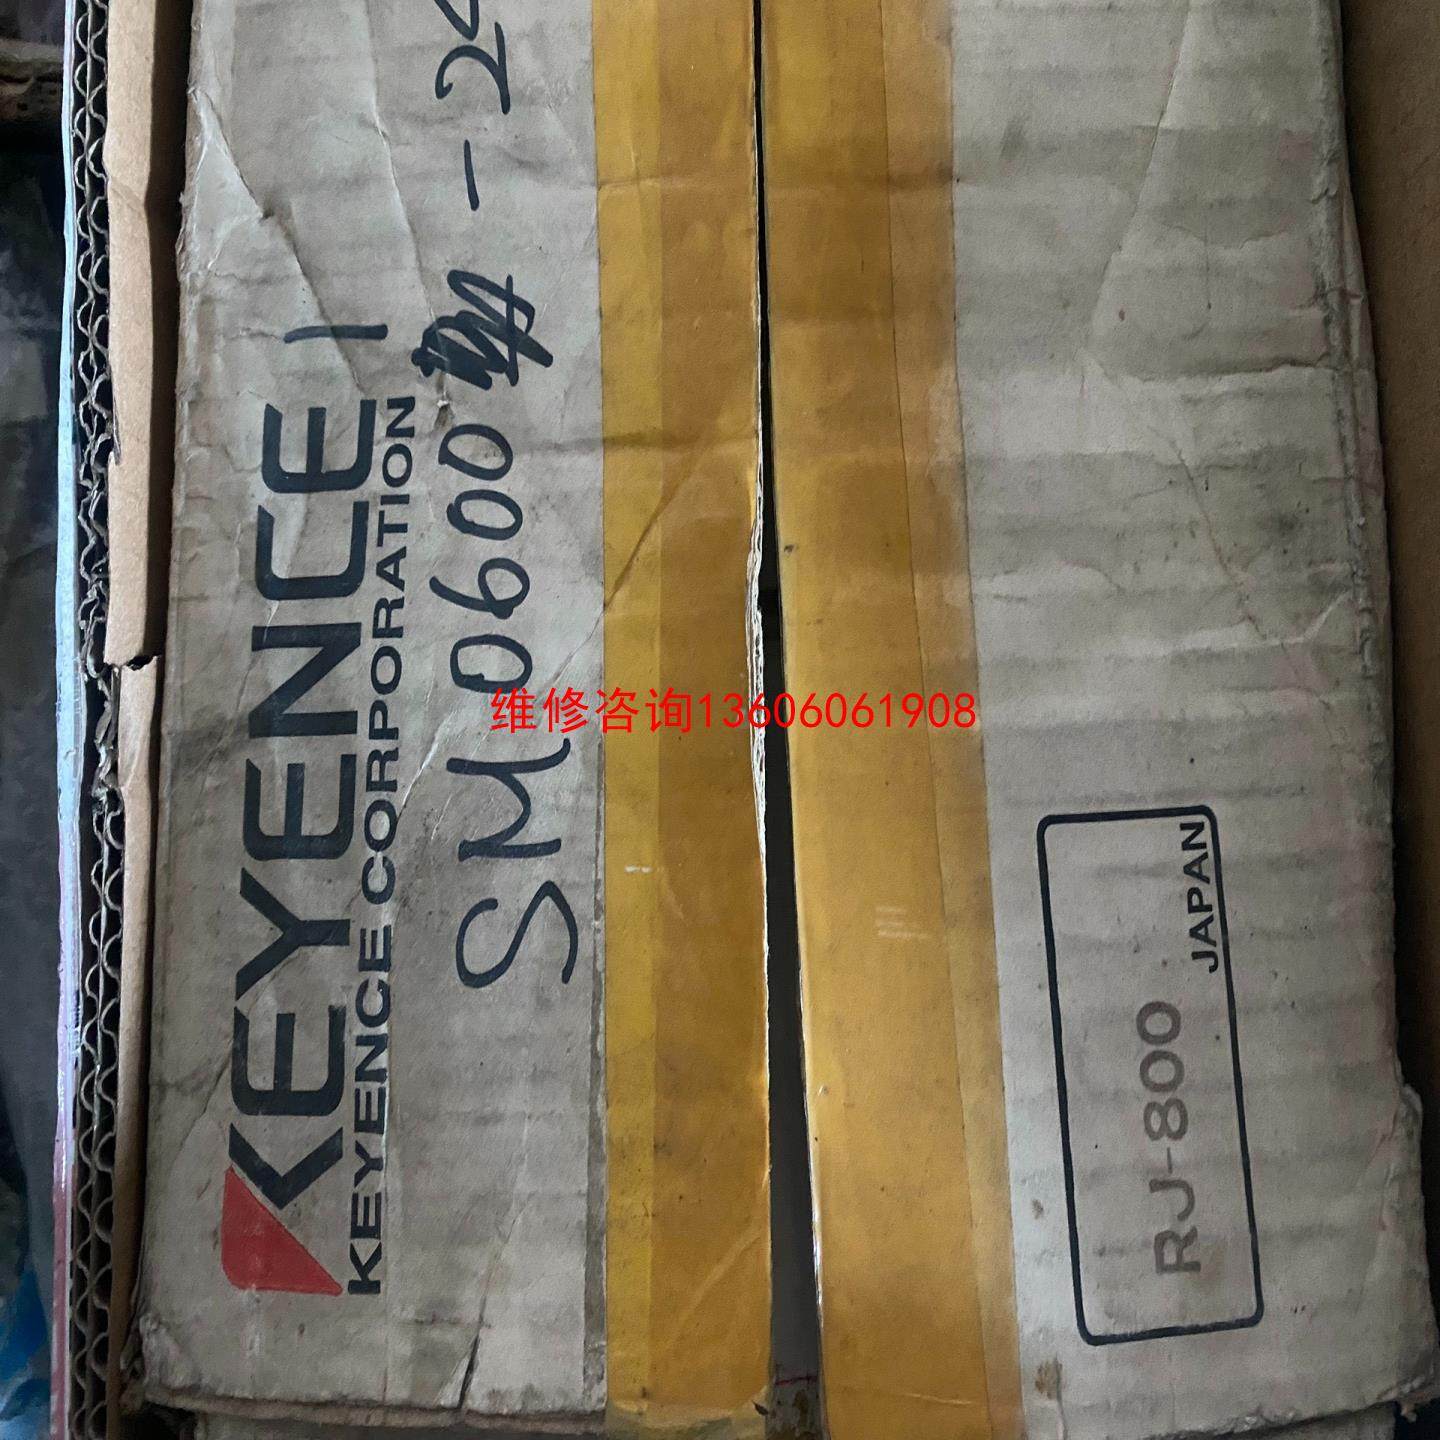 KEYENCE
KEYENCE CORPORATION
SM0600
维修咨询13606061908
RJ-800
JAPAN